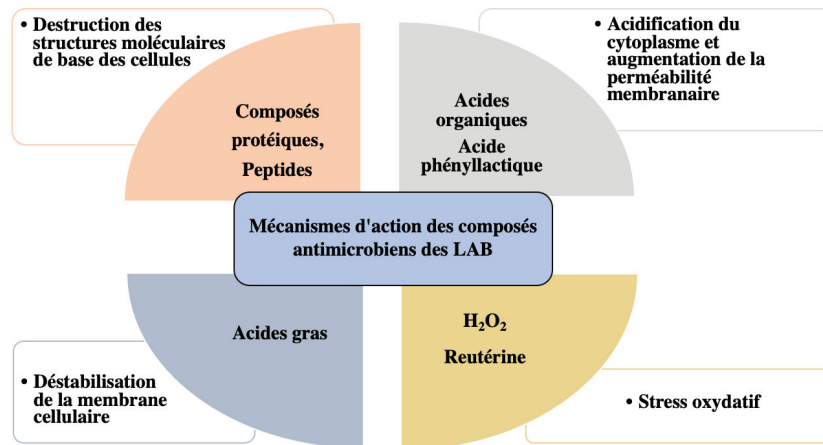 • Destruction des
structures moléculaires
de base des cellules
Composés
protéiques,
Peptides
• Acidification du
cytoplasme et
augmentation de la
perméabilité
membranaire
Acides
organiques
Acide
phényllactique
Mécanismes d'action des composés
antimicrobiens des LAB
Acides gras
• Déstabilisation
de la membrane
cellulaire
H₂O₂
Reutérine
• Stress oxydatif